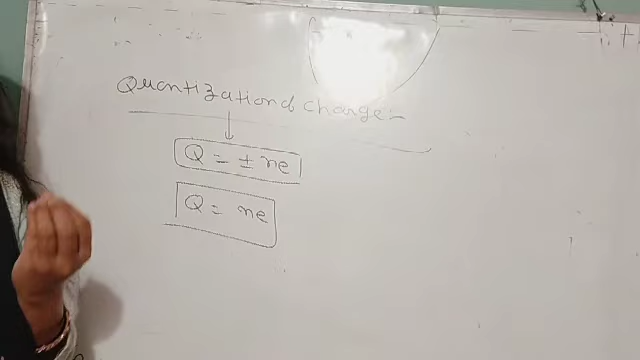 Quantization of Charge:-
Q = ± ne
Q = ne